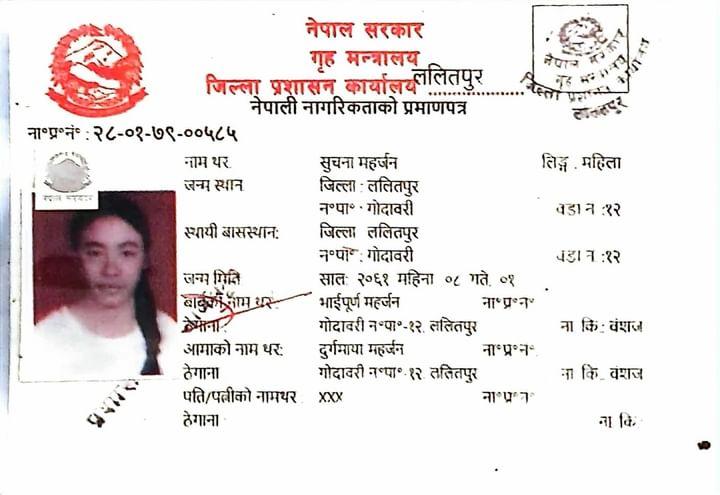 नेपाल सरकार
गृह मन्त्रालय
जिल्ला प्रशासन कार्यालय ललितपुर
नेपाली नागरिकताको प्रमाणपत्र
नेपाल सरकार
गृह मन्त्रालय
जिल्ला प्रशासन कार्यालय
ललितपुर
ना॰प्र॰नं॰ : २८-०१-७९-००५८५
नाम थर सुचना महर्जन लिङ्ग . महिला
जन्म स्थान जिल्ला : ललितपुर
न॰पा॰ · गोदावरी वडा न : १२
स्थायी बासस्थान: जिल्ला ललितपुर
न॰पा॰ : गोदावरी वडा न : १२
जन्म मिति साल: २०६१ महिना ०८ गते. ०१
बाबुको नाम थर: भाईपूर्ण महर्जन ना॰प्र॰न॰
ठेगाना: गोदावरी न॰पा॰-१२. ललितपुर ना कि: वंशज
आमाको नाम थर: दुर्गमाया महर्जन ना॰प्र॰न॰
ठेगाना गोदावरी न॰पा॰-१२. ललितपुर ना कि: वंशज
पति/पत्नीको नामथर : xxx ना॰प्र॰न॰
ठेगाना ना कि